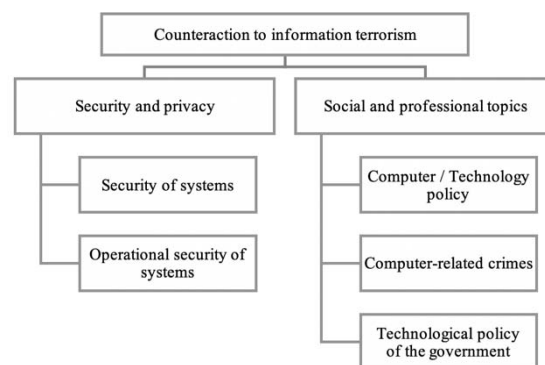 Counteraction to information terrorism
Security and privacy
Social and professional topics
Security of systems
Computer / Technology
policy
Operational security of
systems
Computer-related crimes
Technological policy
of the government